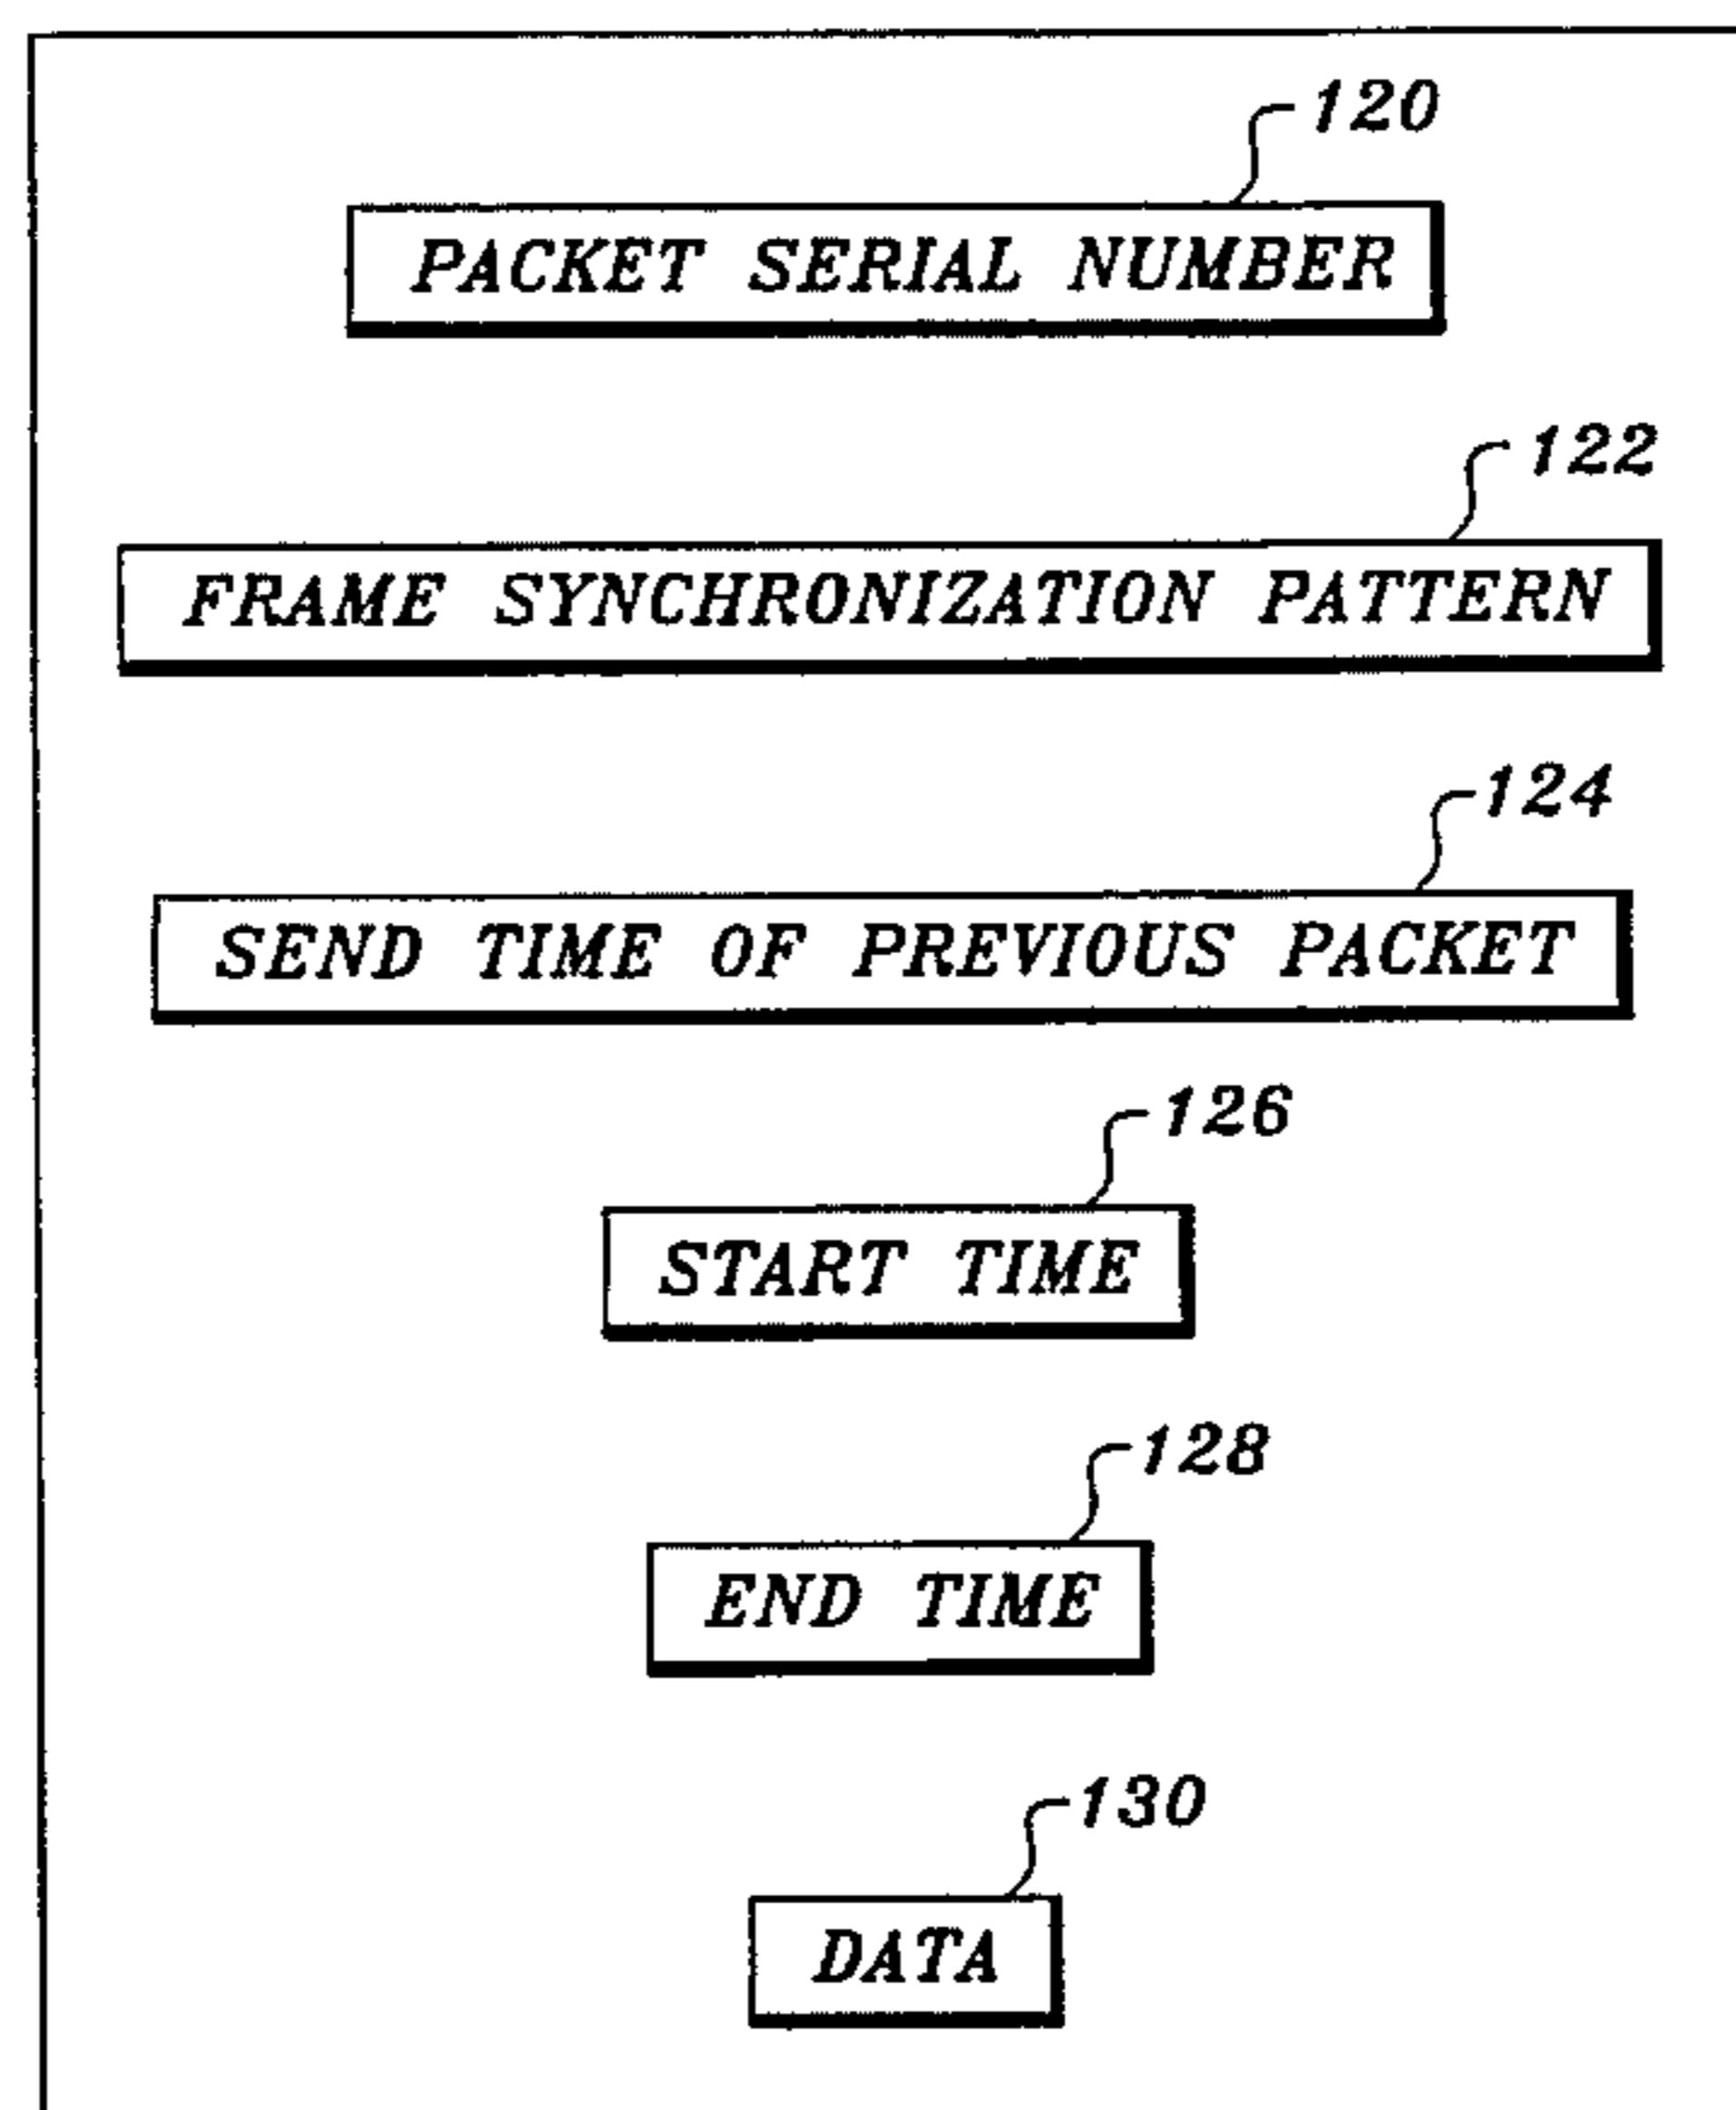 120
PACKET SERIAL NUMBER
122
FRAME SYNCHRONIZATION PATTERN
124
SEND TIME OF PREVIOUS PACKET
126
START TIME
128
END TIME
130
DATA